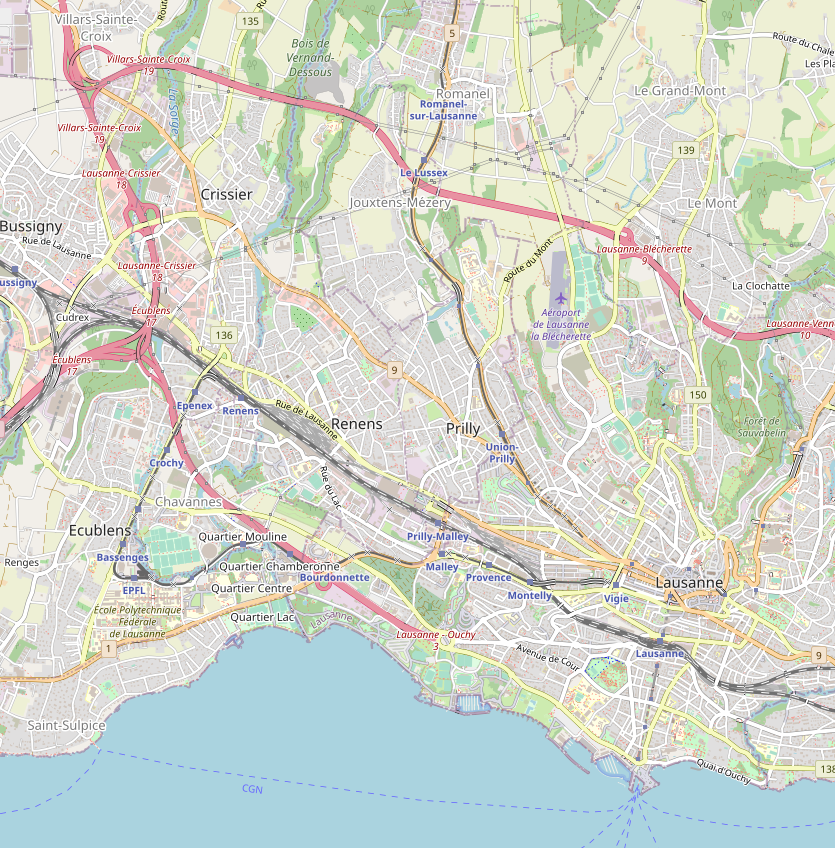 Villars-Sainte-
Croix
Route
Ru
135
5
Bois de
Vernand-
Dessous
Route du Chale
Les Pla
Villars-Sainte Croix
19
La Sorge
Romanel
Romanel-
sur-Lausanne
Le Grand-Mont
Villars-Sainte-Croix
19
139
Lausanne-Crissier
18
Le Lussex
Crissier
Jouxtens-Mézery
Le Mont
Bussigny
Rue de Lausanne
Route du Mont
Lausanne-Blécherette
9
Lausanne-Crissier
18
ussigny
La Clochatte
Cudrex
Écublens
17
Aéroport
de Lausanne
la Blécherette
Lausanne-Venn
10
136
Écublens
17
9
150
Epenex
Renens
Rue de Lausanne
Renens
Prilly
Forêt de
Sauvabelin
Union-
Prilly
Crochy
Rue du Lac
Chavannes
Ecublens
Quartier Mouline
Prilly-Malley
Bassenges
Renges
Quartier Chamberonne
Malley
Bourdonnette
Provence
EPFL
Quartier Centre
Montelly
Vigie
Lausanne
École Polytechnique
Fédérale
de Lausanne
Quartier Lac
Lausanne
Lausanne - Ouchy
3
1
Avenue de Cour
Lausanne
9
Saint-Sulpice
Quai d'Ouchy
138
CGN